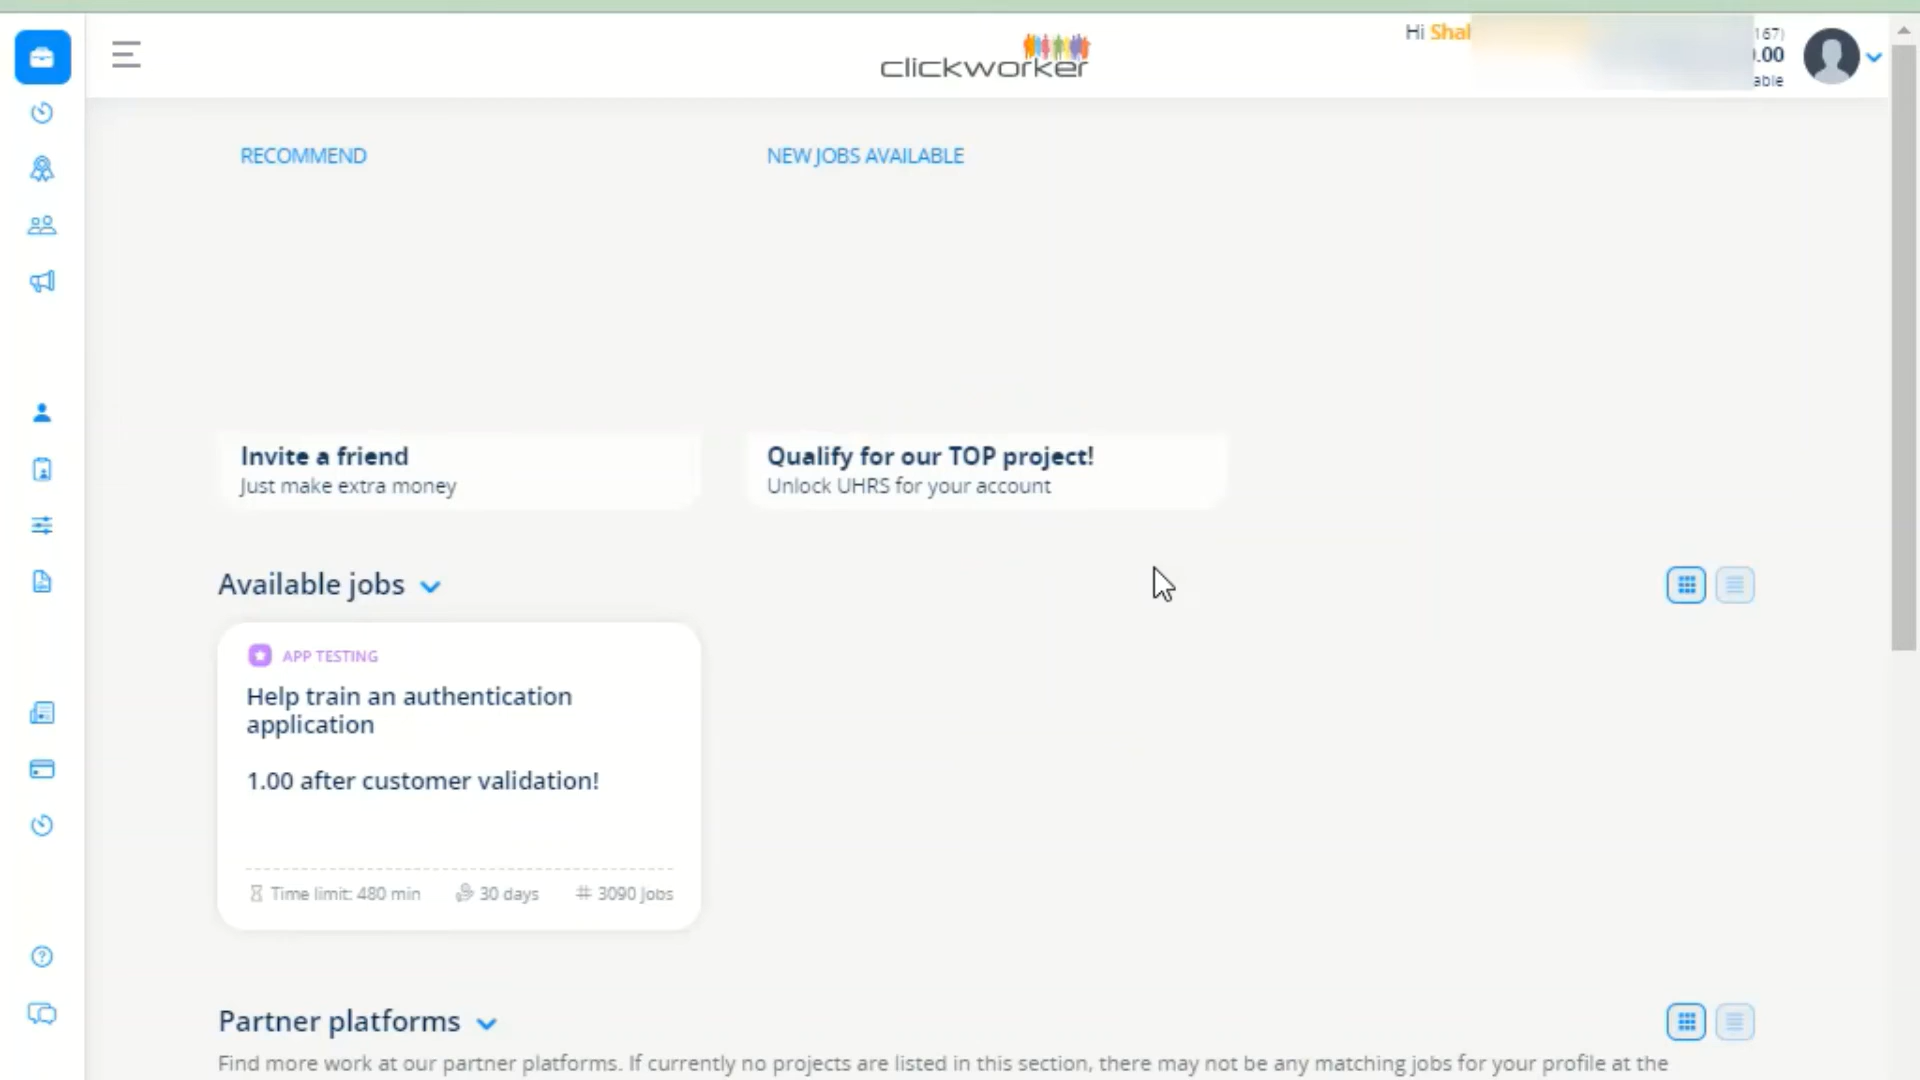 clickworker
Hi Shal
167)
.00
able
RECOMMEND
NEW JOBS AVAILABLE
Invite a friend
Just make extra money
Qualify for our TOP project!
Unlock UHRS for your account
Available jobs
APP TESTING
Help train an authentication
application
1.00 after customer validation!
Time limit: 480 min
30 days
# 3090 Jobs
Partner platforms
Find more work at our partner platforms. If currently no projects are listed in this section, there may not be any matching jobs for your profile at the